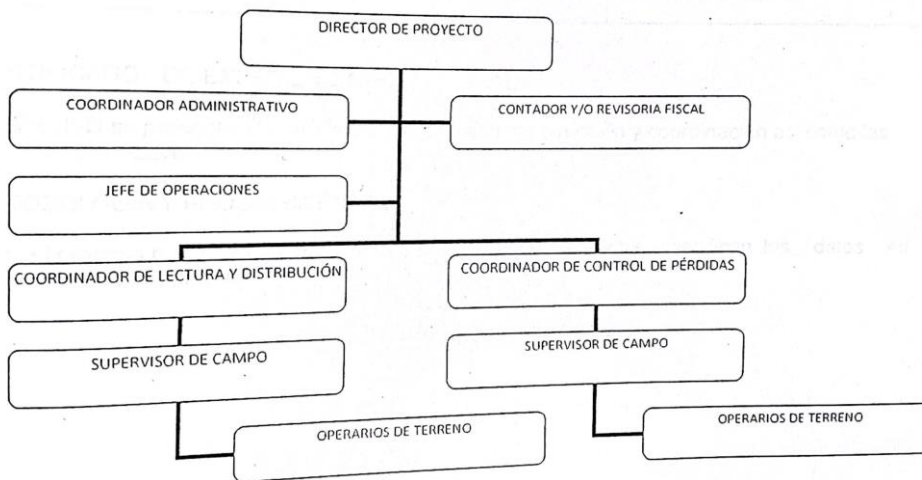 DIRECTOR DE PROYECTO
COORDINADOR ADMINISTRATIVO
CONTADOR Y/O REVISORIA FISCAL
JEFE DE OPERACIONES
COORDINADOR DE LECTURA Y DISTRIBUCIÓN
COORDINADOR DE CONTROL DE PÉRDIDAS
SUPERVISOR DE CAMPO
SUPERVISOR DE CAMPO
OPERARIOS DE TERRENO
OPERARIOS DE TERRENO